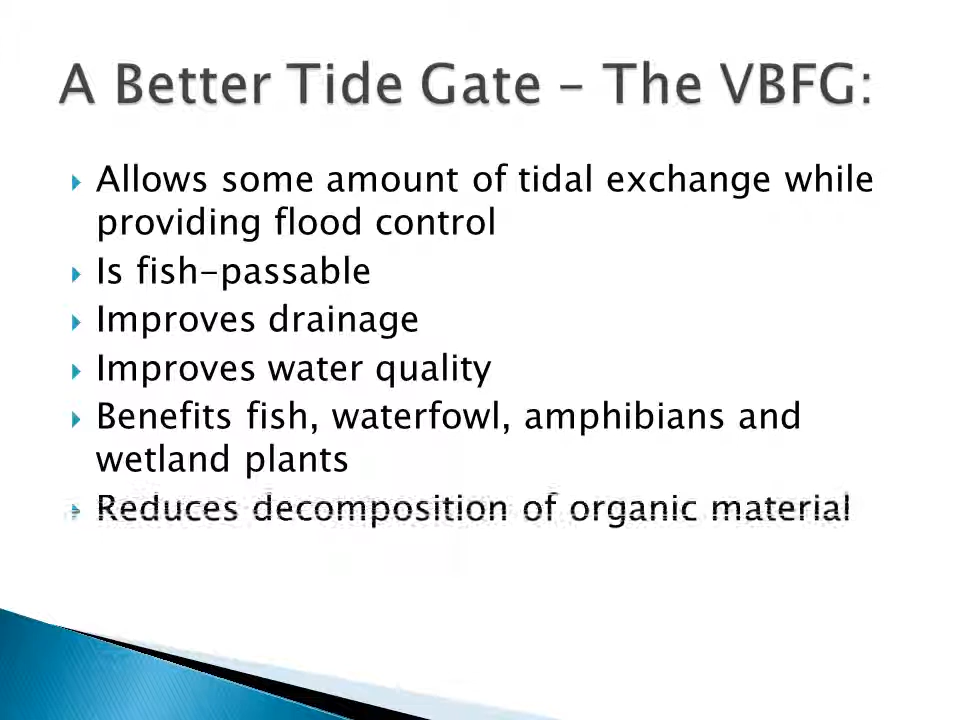 A Better Tide Gate – The VBFG:
Allows some amount of tidal exchange while
providing flood control
Is fish-passable
Improves drainage
Improves water quality
Benefits fish, waterfowl, amphibians and
wetland plants
Reduces decomposition of organic material